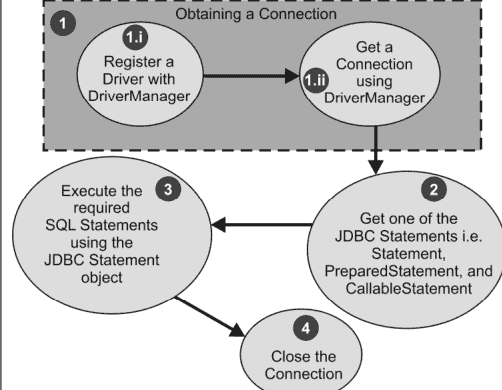 1
Obtaining a Connection
1.i
Register a
Driver with
DriverManager
Get a
Connection
1.ii
using
DriverManager
2
Get one of the
JDBC Statements i.e.
Statement,
PreparedStatement, and
CallableStatement
3
Execute the
required
SQL Statements
using the
JDBC Statement
object
4
Close the
Connection